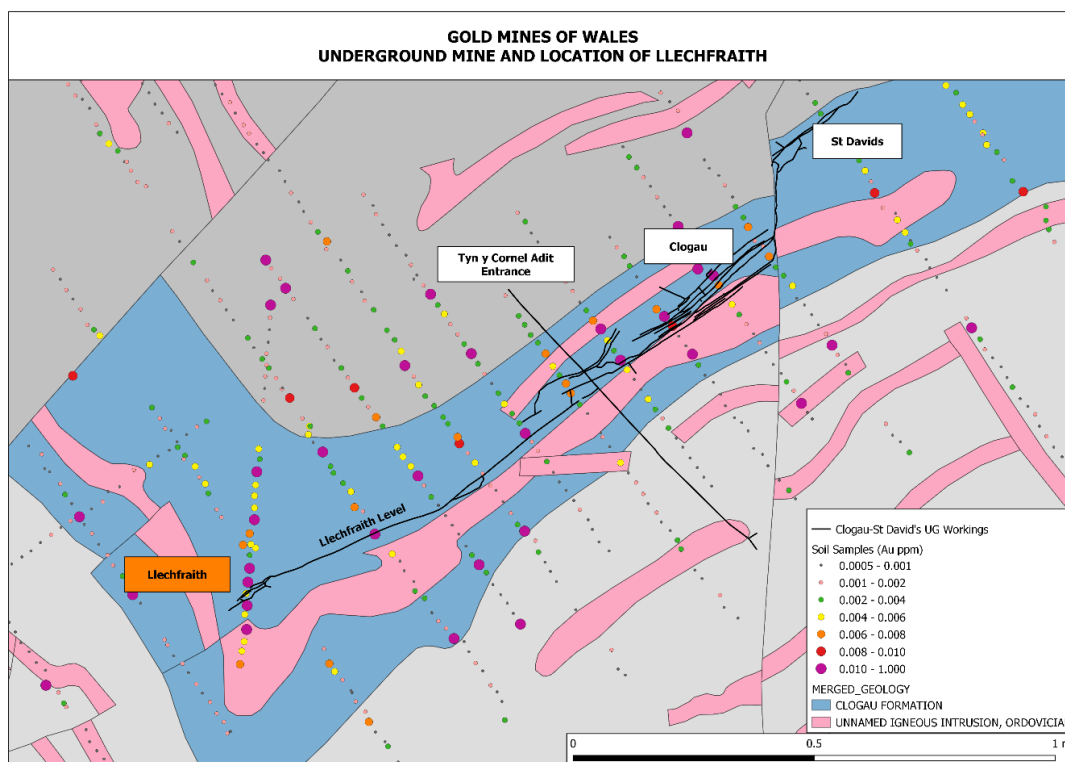 GOLD MINES OF WALES
UNDERGROUND MINE AND LOCATION OF LLECHFRAITH
St Davids
Clogau
Tyn y Cornel Adit
Entrance
Llechfraith Level
Llechfraith
Clogau-St David's UG Workings
Soil Samples (Au ppm)
0.0005 - 0.001
0.001 - 0.002
0.002 - 0.004
0.004 - 0.006
0.006 - 0.008
0.008 - 0.010
0.010 - 1.000
MERGED_GEOLOGY
CLOGAU FORMATION
UNNAMED IGNEOUS INTRUSION, ORDOVICIAN
0 0.5 1